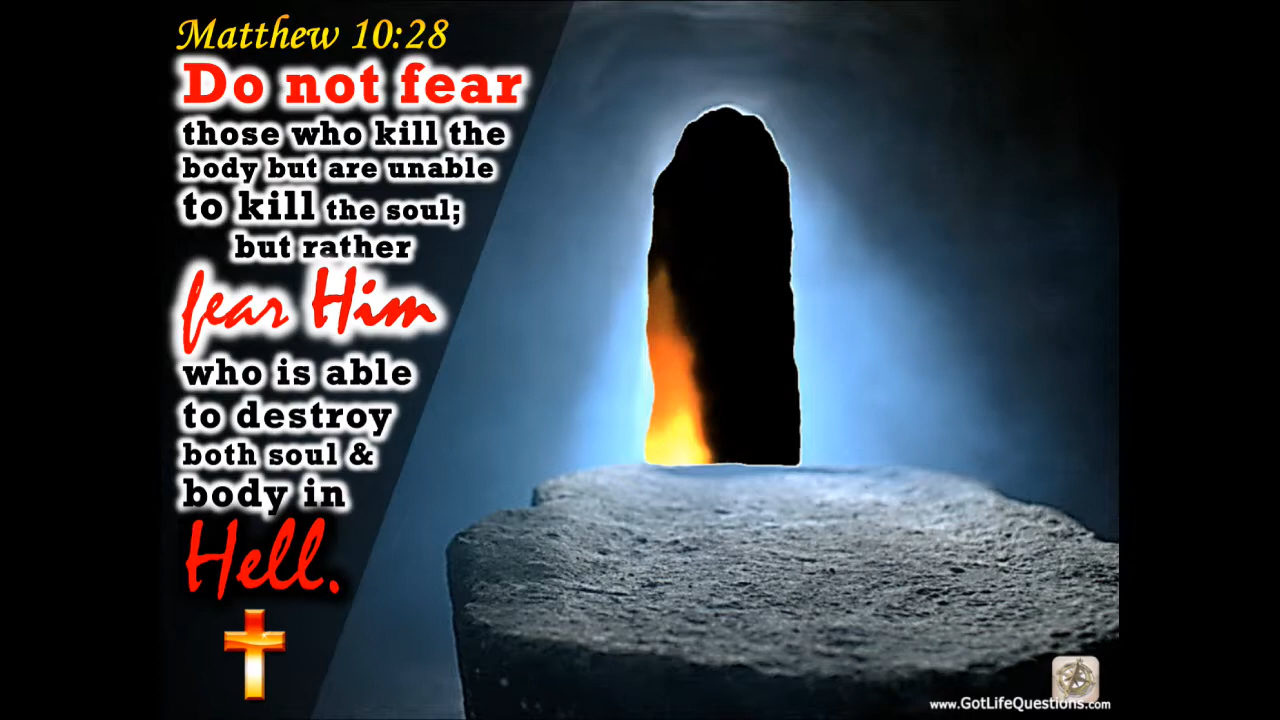 Matthew 10:28
Do not fear
those who kill the
body but are unable
to kill the soul;
but rather
fear Him
who is able
to destroy
both soul &
body in
Hell.
www.GotLifeQuestions.com